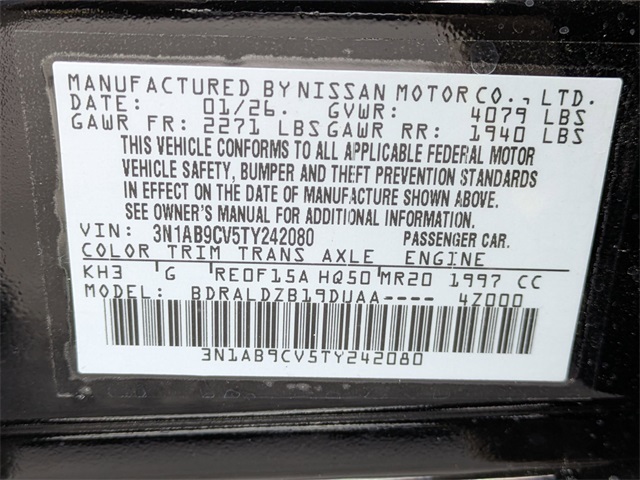 MANUFACTURED BY NISSAN MOTOR CO., LTD.
DATE: 01/26. GVWR: 4079 LBS
GAWR FR: 2271 LBS GAWR RR: 1940 LBS
THIS VEHICLE CONFORMS TO ALL APPLICABLE FEDERAL MOTOR
VEHICLE SAFETY, BUMPER AND THEFT PREVENTION STANDARDS
IN EFFECT ON THE DATE OF MANUFACTURE SHOWN ABOVE.
SEE OWNER'S MANUAL FOR ADDITIONAL INFORMATION.
VIN: 3N1AB9CV5TY242080 PASSENGER CAR.
COLOR TRIM TRANS AXLE ENGINE
KH3 G RE0F15A HQ50 MR20 1997 CC
MODEL: BDRALDZB19DUAA---- 4Z000
3N1AB9CV5TY242080